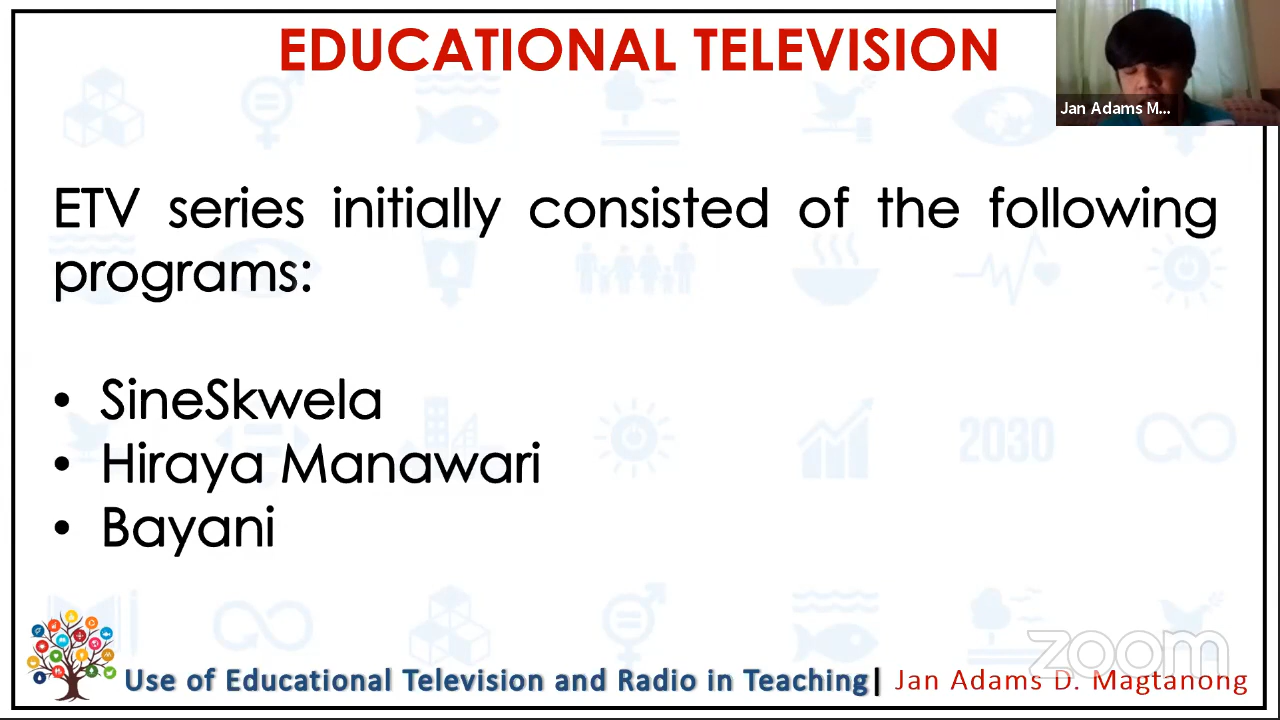 EDUCATIONAL TELEVISION
Jan Adams M...
ETV series initially consisted of the following
programs:
• SineSkwela
• Hiraya Manawari
2030
• Bayani
zoom
Use of Educational Television and Radio in Teaching| Jan Adams D. Magtanong